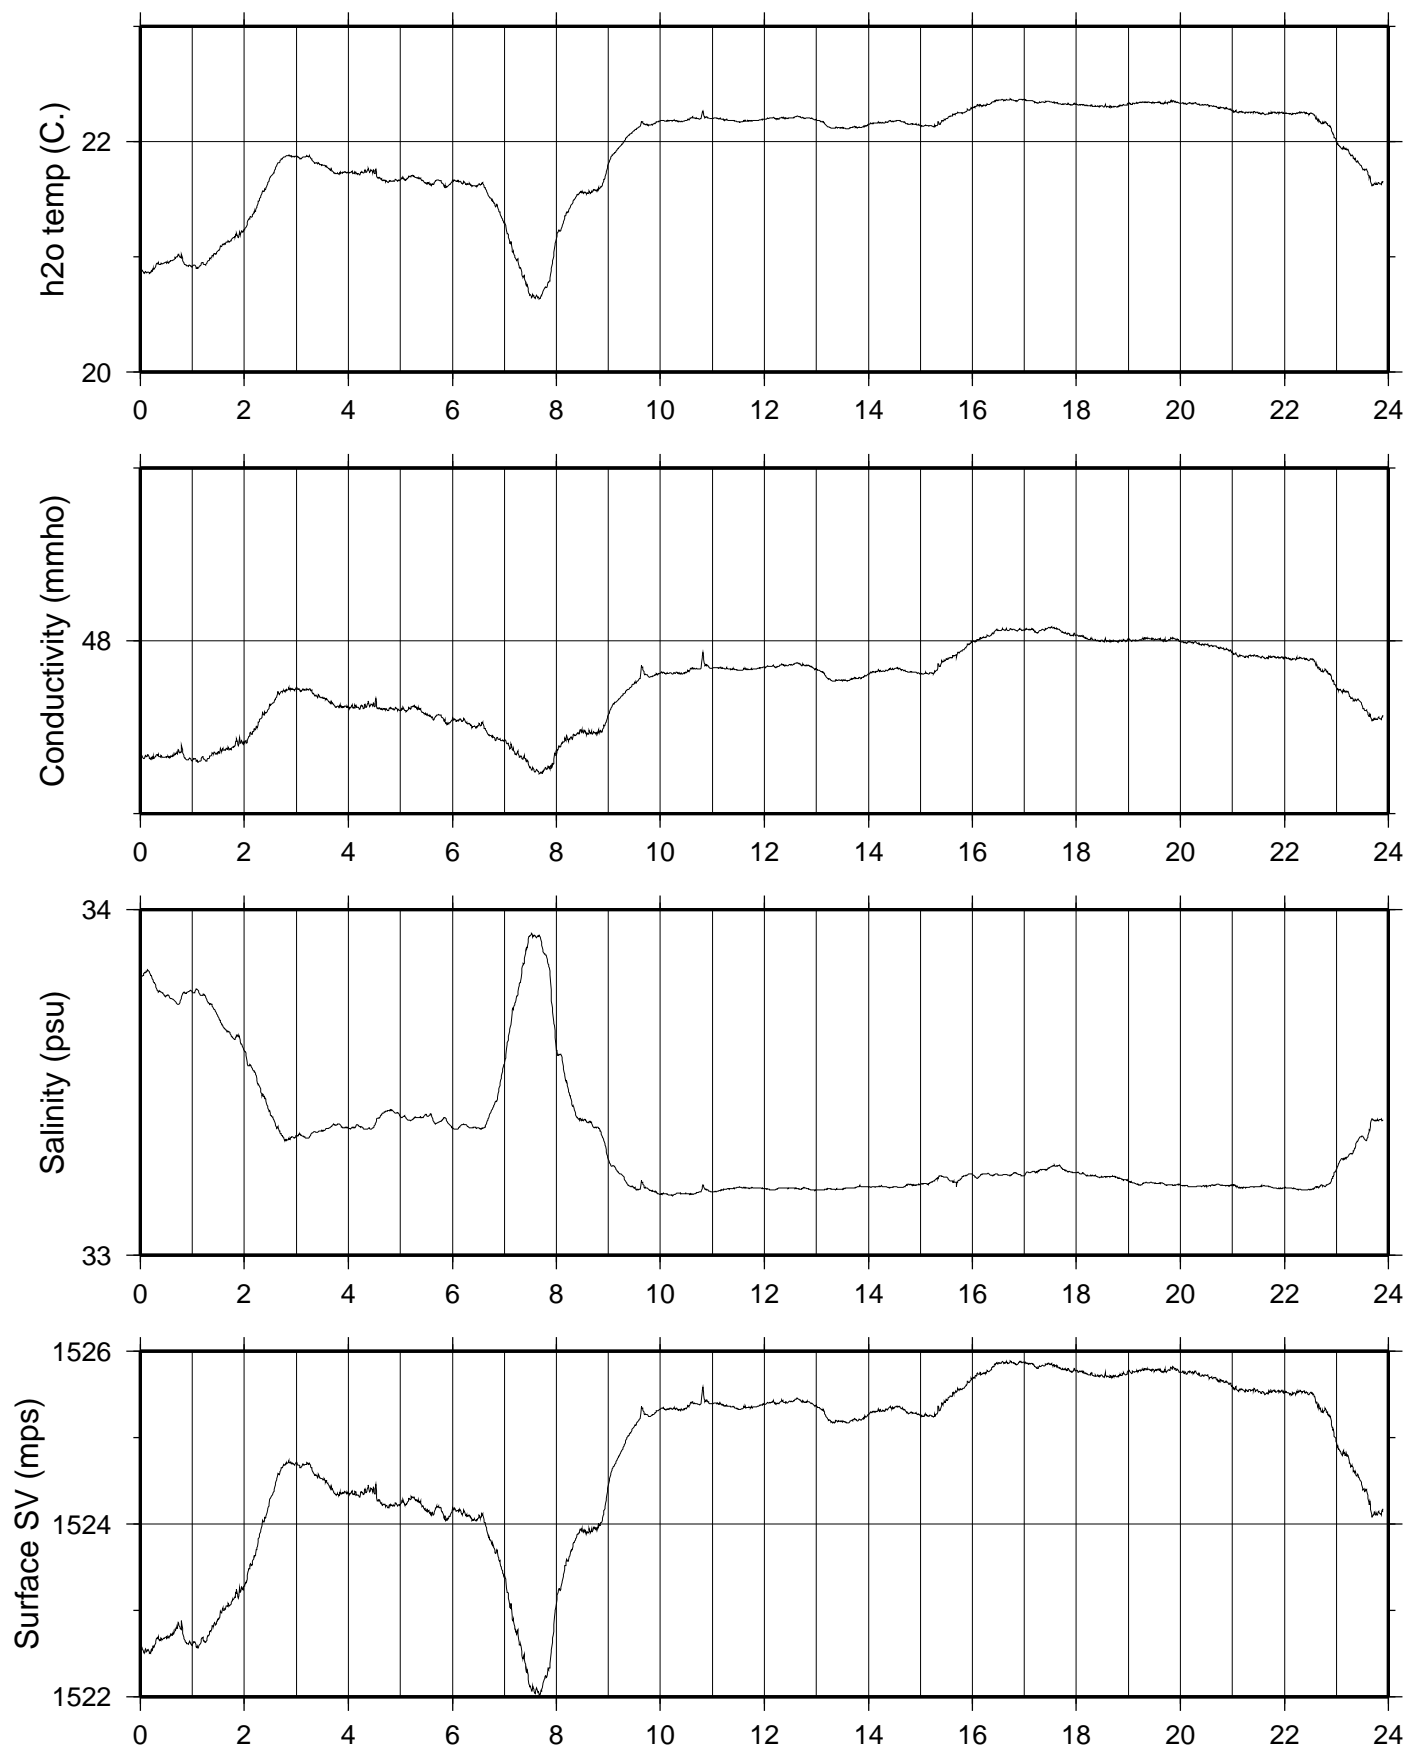 h2o temp (C.)
22
20
0 2 4 6 8 10 12 14 16 18 20 22 24
Conductivity (mmho)
48
0 2 4 6 8 10 12 14 16 18 20 22 24
34
Salinity (psu)
33
0 2 4 6 8 10 12 14 16 18 20 22 24
1526
Surface SV (mps)
1524
1522
0 2 4 6 8 10 12 14 16 18 20 22 24